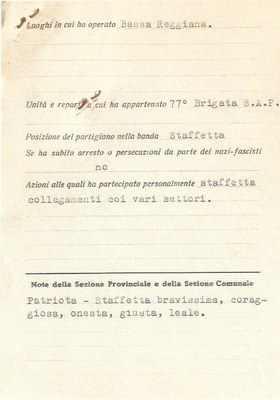 Luoghi in cui ha operato Bassa Reggiana.
Unità e reparti a cui ha appartenuto 77° Brigata S.A.P.
Posizione del partigiano nella banda Staffetta
Se ha subito arresto o persecuzioni da parte dei nazi-fascisti
no
Azioni alle quali ha partecipato personalmente staffetta
collegamenti coi vari settori.
Note della Sezione Provinciale e della Sezione Comunale
Patriota - Staffetta bravissima, corag-
giosa, onesta, giusta, leale.